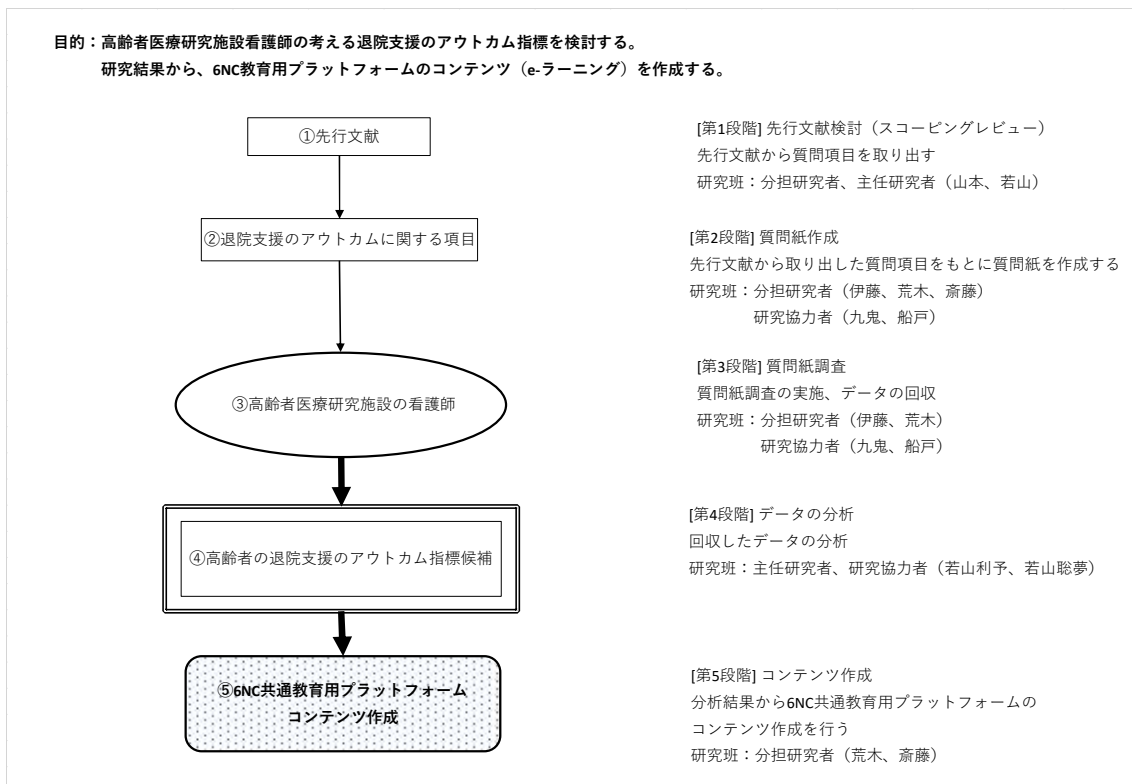 目的：高齢者医療研究施設看護師の考える退院支援のアウトカム指標を検討する。
研究結果から、6NC教育用プラットフォームのコンテンツ（e-ラーニング）を作成する。
①先行文献
[第1段階] 先行文献検討（スコーピングレビュー）
先行文献から質問項目を取り出す
研究班：分担研究者、主任研究者（山本、若山）
②退院支援のアウトカムに関する項目
[第2段階] 質問紙作成
先行文献から取り出した質問項目をもとに質問紙を作成する
研究班：分担研究者（伊藤、荒木、斎藤）
研究協力者（九鬼、船戸）
③高齢者医療研究施設の看護師
[第3段階] 質問紙調査
質問紙調査の実施、データの回収
研究班：分担研究者（伊藤、荒木）
研究協力者（九鬼、船戸）
④高齢者の退院支援のアウトカム指標候補
[第4段階] データの分析
回収したデータの分析
研究班：主任研究者、研究協力者（若山利予、若山聡夢）
⑤6NC共通教育用プラットフォーム
コンテンツ作成
[第5段階] コンテンツ作成
分析結果から6NC共通教育用プラットフォームの
コンテンツ作成を行う
研究班：分担研究者（荒木、斎藤）